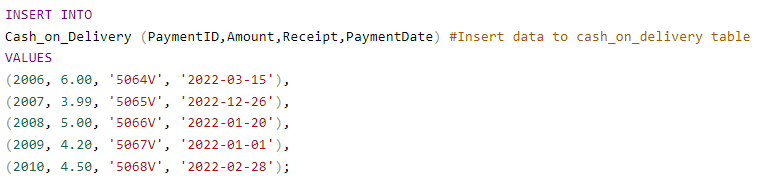 INSERT INTO
Cash_on_Delivery (PaymentID,Amount,Receipt,PaymentDate) #Insert data to cash_on_delivery table
VALUES
(2006, 6.00, '5064V', '2022-03-15'),
(2007, 3.99, '5065V', '2022-12-26'),
(2008, 5.00, '5066V', '2022-01-20'),
(2009, 4.20, '5067V', '2022-01-01'),
(2010, 4.50, '5068V', '2022-02-28');